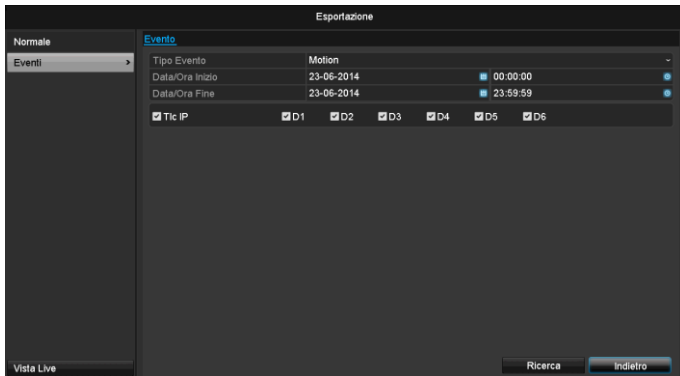 Esportazione
Normale
Eventi
Evento
Tipo Evento Motion
Data/Ora Inizio 23-06-2014 00:00:00
Data/Ora Fine 23-06-2014 23:59:59
Tlc IP D1 D2 D3 D4 D5 D6
Ricerca Indietro
Vista Live